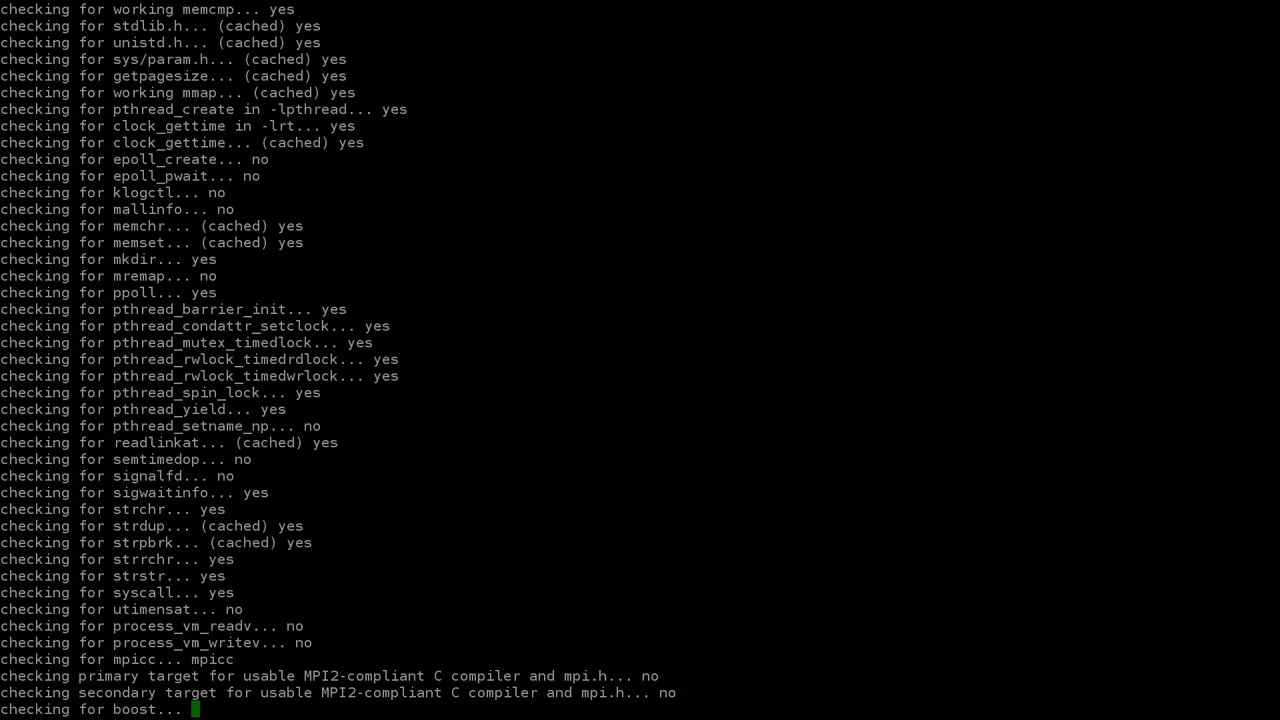 checking for working memcmp... yes
checking for stdlib.h... (cached) yes
checking for unistd.h... (cached) yes
checking for sys/param.h... (cached) yes
checking for getpagesize... (cached) yes
checking for working mmap... (cached) yes
checking for pthread_create in -lpthread... yes
checking for clock_gettime in -lrt... yes
checking for clock_gettime... (cached) yes
checking for epoll_create... no
checking for epoll_pwait... no
checking for klogctl... no
checking for mallinfo... no
checking for memchr... (cached) yes
checking for memset... (cached) yes
checking for mkdir... yes
checking for mremap... no
checking for ppoll... yes
checking for pthread_barrier_init... yes
checking for pthread_condattr_setclock... yes
checking for pthread_mutex_timedlock... yes
checking for pthread_rwlock_timedrdlock... yes
checking for pthread_rwlock_timedwrlock... yes
checking for pthread_spin_lock... yes
checking for pthread_yield... yes
checking for pthread_setname_np... no
checking for readlinkat... (cached) yes
checking for semtimedop... no
checking for signalfd... no
checking for sigwaitinfo... yes
checking for strchr... yes
checking for strdup... (cached) yes
checking for strpbrk... (cached) yes
checking for strrchr... yes
checking for strstr... yes
checking for syscall... yes
checking for utimensat... no
checking for process_vm_readv... no
checking for process_vm_writev... no
checking for mpicc... mpicc
checking primary target for usable MPI2-compliant C compiler and mpi.h... no
checking secondary target for usable MPI2-compliant C compiler and mpi.h... no
checking for boost...